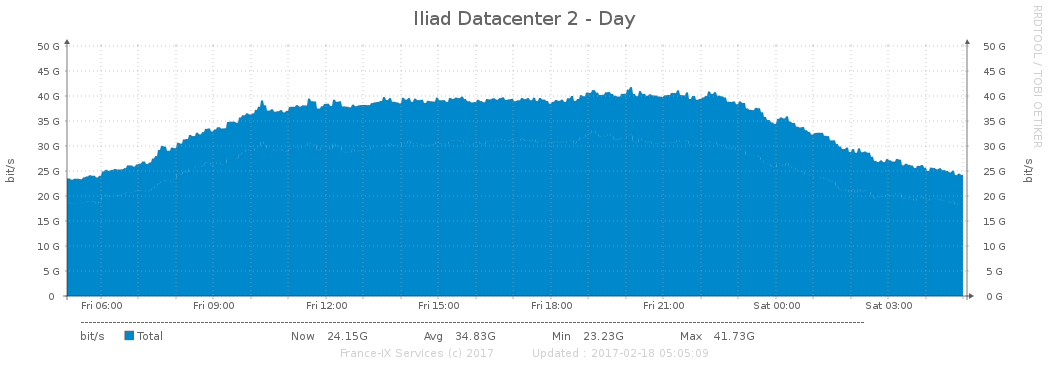 Iliad Datacenter 2 - Day
RRDTOOL / TOBI OETIKER
50 G 50 G
45 G 45 G
40 G 40 G
35 G 35 G
30 G 30 G
25 G 25 G
20 G 20 G
15 G 15 G
10 G 10 G
5 G 5 G
0 0 G
bit/s bit/s
Fri 06:00 Fri 09:00 Fri 12:00 Fri 15:00 Fri 18:00 Fri 21:00 Sat 00:00 Sat 03:00
bit/s Total Now 24.15G Avg 34.83G Min 23.23G Max 41.73G
France-IX Services (c) 2017 Updated : 2017-02-18 05:05:09